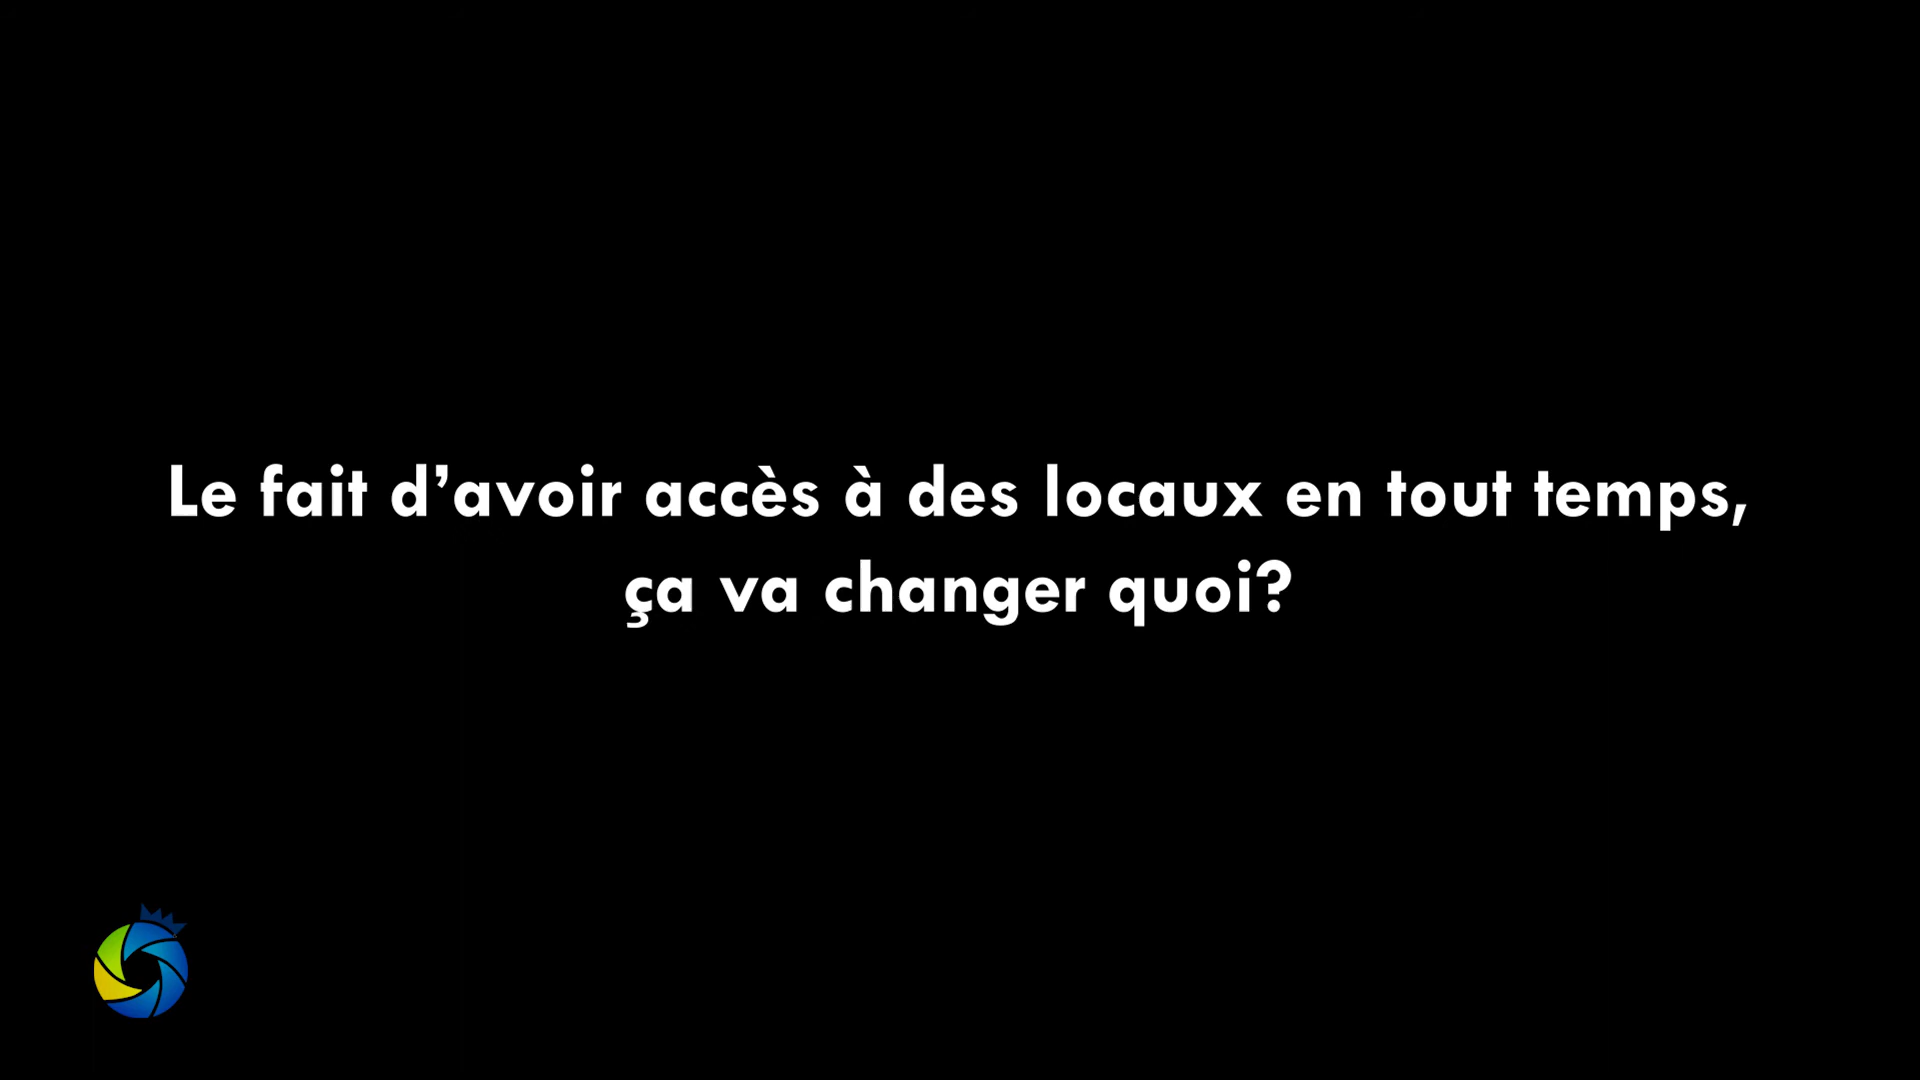 Le fait d’avoir accès à des locaux en tout temps,
ça va changer quoi?